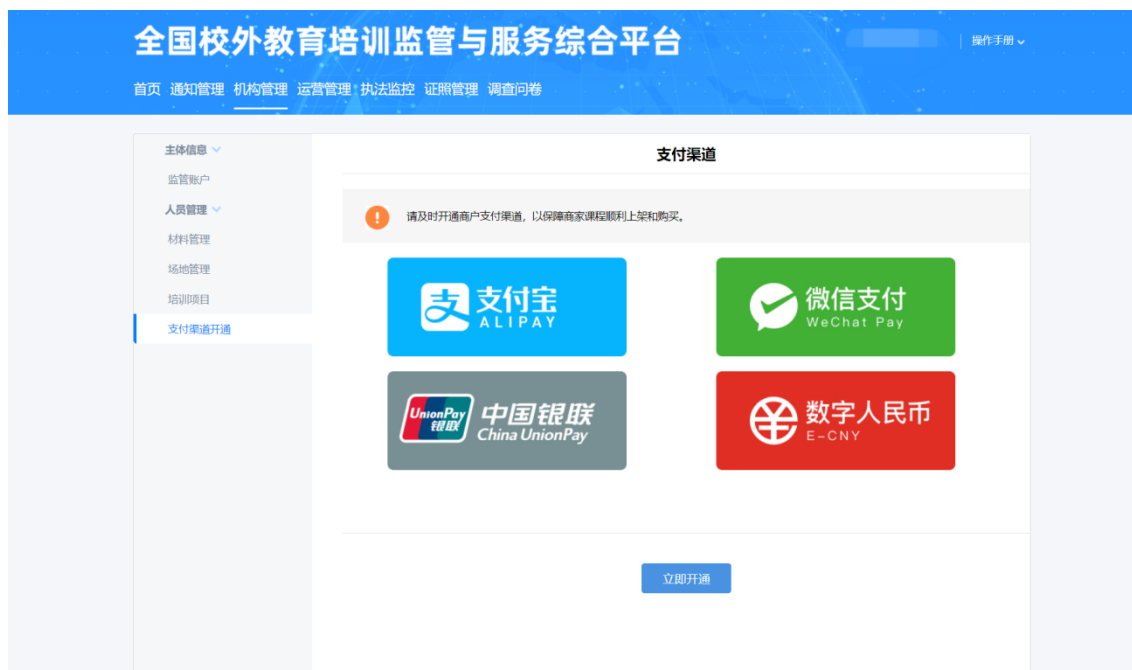 全国校外教育培训监管与服务综合平台
操作手册
首页 通知管理 机构管理 运营管理 执法监控 证照管理 调查问卷
主体信息
监管账户
人员管理
材料管理
场地管理
培训项目
支付渠道开通
支付渠道
请及时开通商户支付渠道，以保障商家课程顺利上架和购买。
支 支付宝
ALIPAY
微信支付
WeChat Pay
UnionPay
银联
中国银联
China UnionPay
数字人民币
E-CNY
立即开通